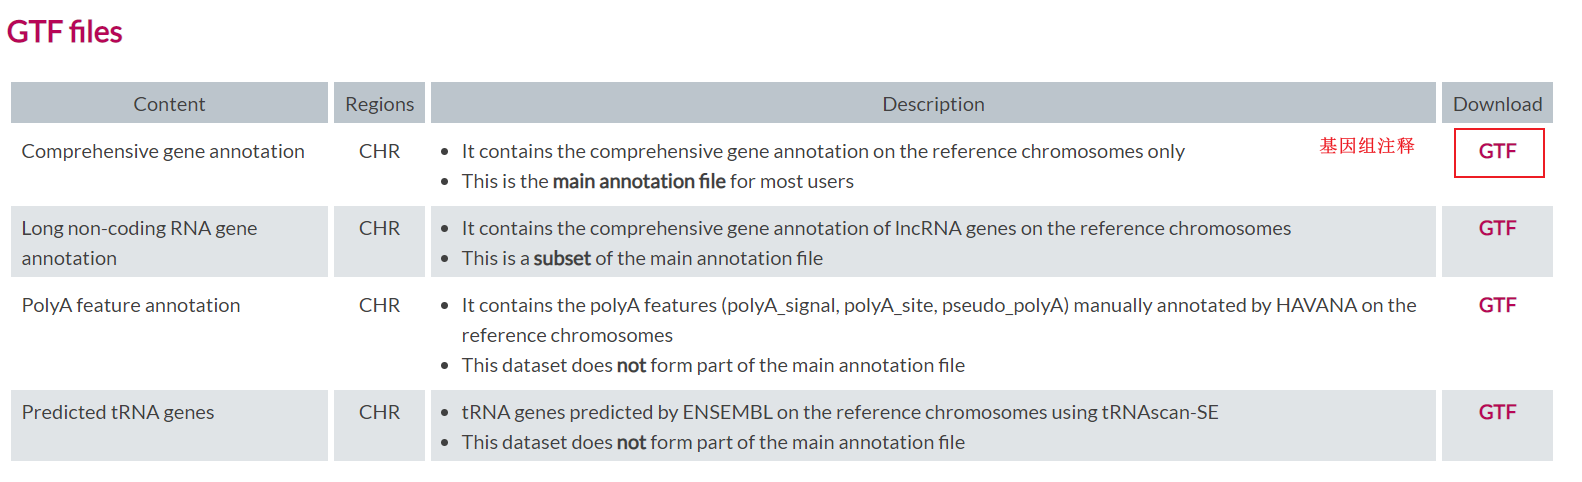 GTF files
Content Regions Description Download
Comprehensive gene annotation CHR • It contains the comprehensive gene annotation on the reference chromosomes only 基因组注释 GTF
• This is the main annotation file for most users
Long non-coding RNA gene CHR • It contains the comprehensive gene annotation of lncRNA genes on the reference chromosomes GTF
annotation • This is a subset of the main annotation file
PolyA feature annotation CHR • It contains the polyA features (polyA_signal, polyA_site, pseudo_polyA) manually annotated by HAVANA on the GTF
reference chromosomes
• This dataset does not form part of the main annotation file
Predicted tRNA genes CHR • tRNA genes predicted by ENSEMBL on the reference chromosomes using tRNAscan-SE GTF
• This dataset does not form part of the main annotation file